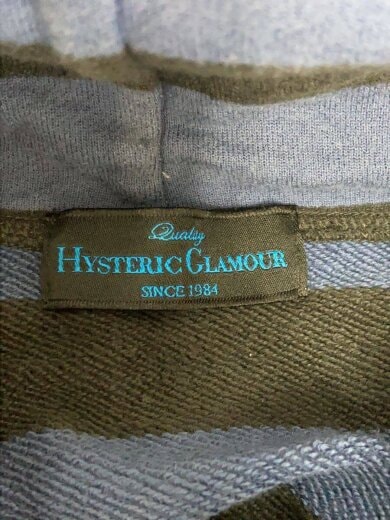 Quality
HYSTERIC GLAMOUR
SINCE 1984